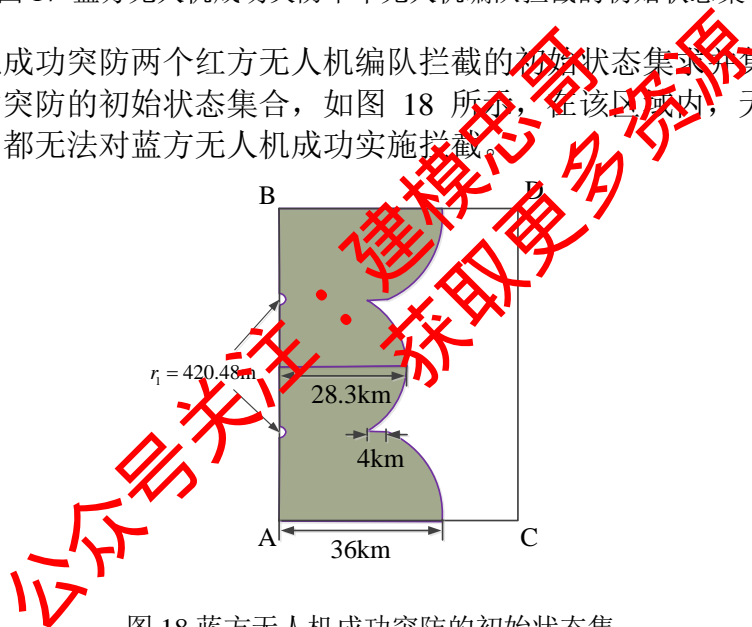 成功突防两个红方无人机编队拦截的初始状态集求并
突防的初始状态集合，如图 18 所示，在该区域内，无
都无法对蓝方无人机成功实施拦截。
B
D
r₁ = 420.48m
28.3km
4km
A
C
36km
图 18 蓝方无人机成功突防的初始状态集
公众号关注：建模忠哥
获取更多资源